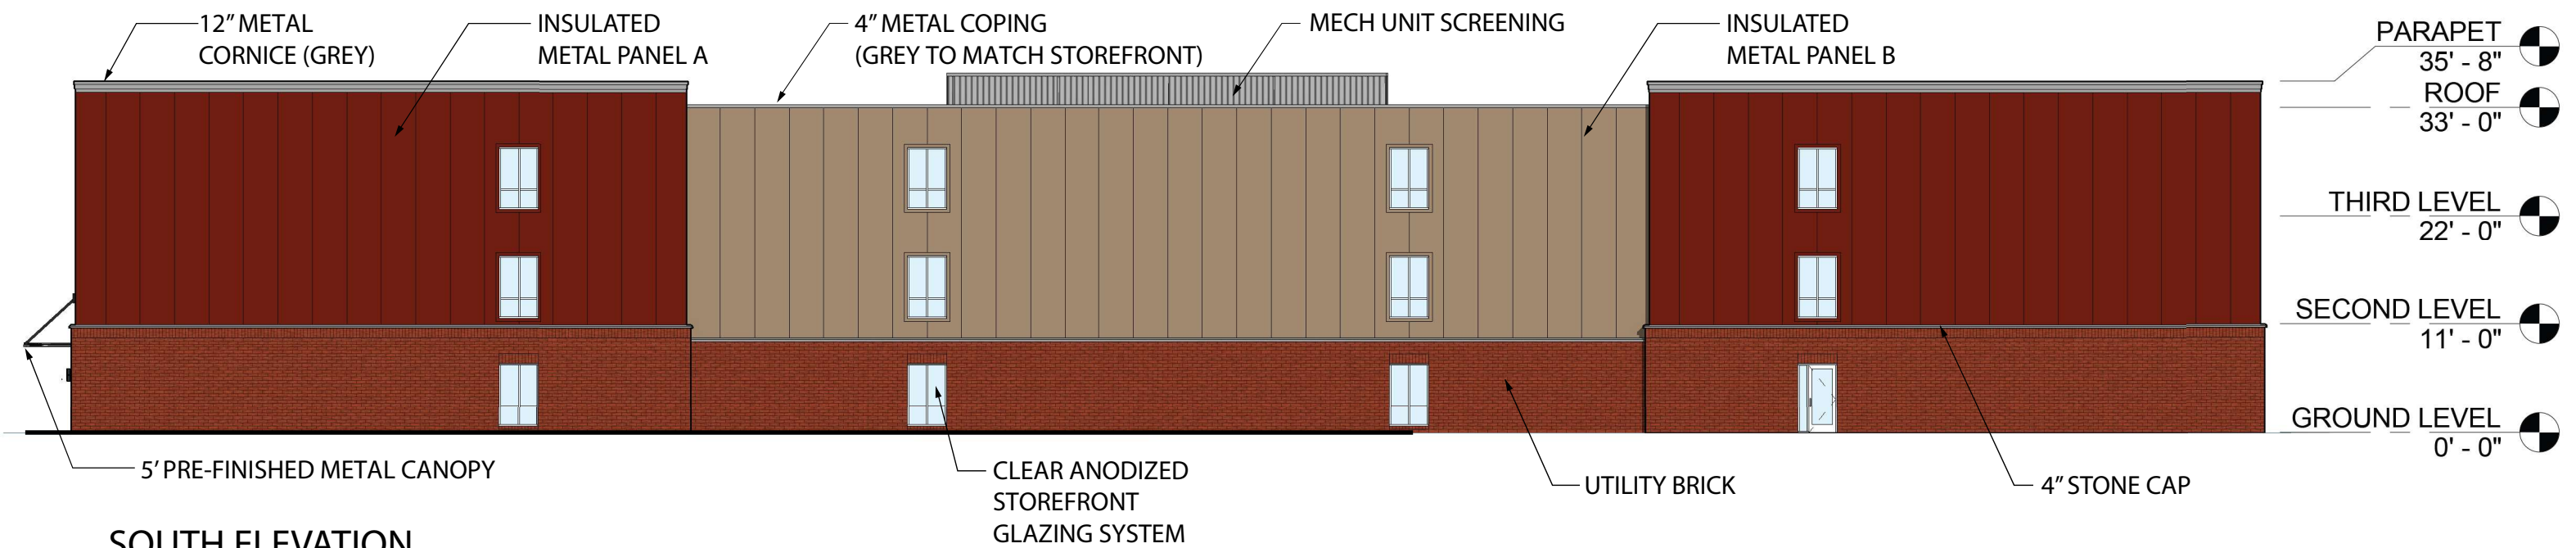 12” METAL
CORNICE (GREY)
INSULATED
METAL PANEL A
4” METAL COPING
(GREY TO MATCH STOREFRONT)
MECH UNIT SCREENING
INSULATED
METAL PANEL B
PARAPET
35' - 8"
ROOF
33' - 0"
THIRD LEVEL
22' - 0"
SECOND LEVEL
11' - 0"
GROUND LEVEL
0' - 0"
5’ PRE-FINISHED METAL CANOPY
CLEAR ANODIZED
STOREFRONT
GLAZING SYSTEM
UTILITY BRICK
4” STONE CAP
SOUTH ELEVATION